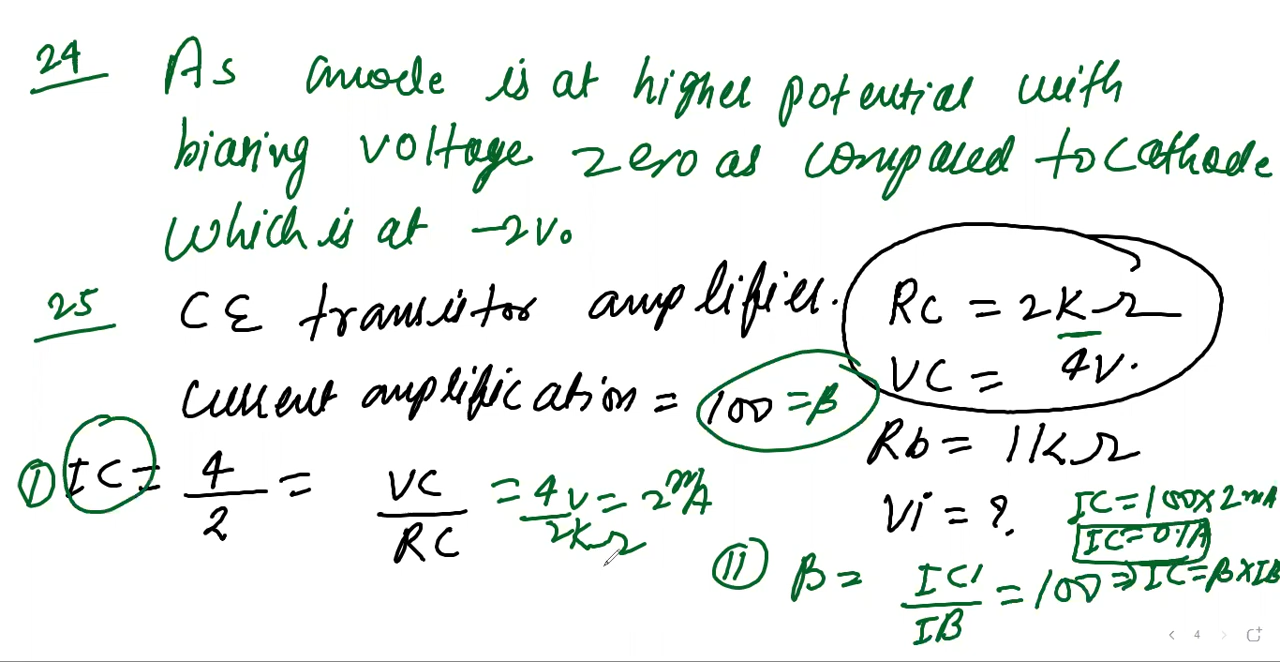 24 As anode is at higher potential with
biasing voltage zero as compared to Cathode
which is at -2v.
25 CE transistor amplifier.
RC = 2KΩ
VC = 4V.
Current amplification = 100 = β
Rb = 1KΩ
Vi = ?
I IC = 4/2 = VC/RC = 4V/2KΩ = 2mA
IC = 100×2mA
IC = 0.1A
II β = IC/IB = 100 ⇒ IC = β×IB
4